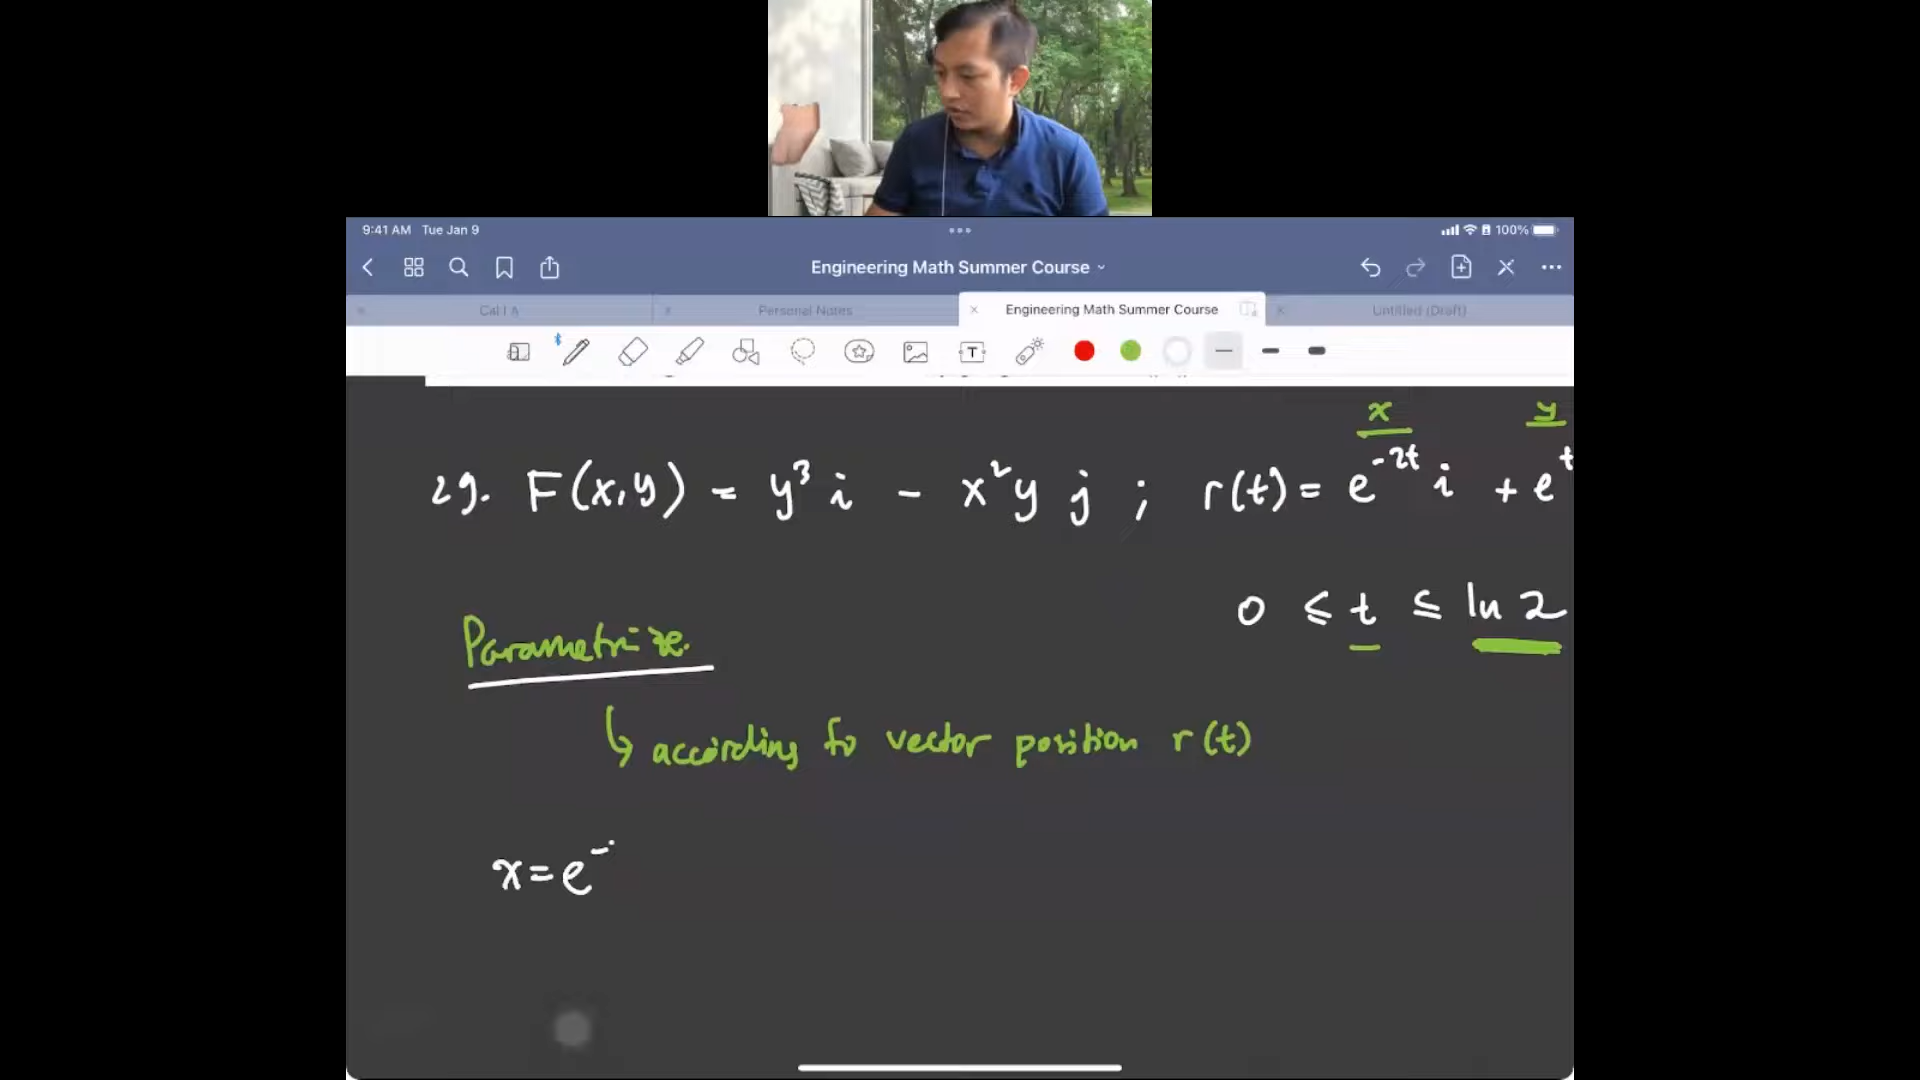 9:41 AM Tue Jan 9
100%
Engineering Math Summer Course
Cal I A
Personal Notes
Engineering Math Summer Course
Untitled (Draft)
T
x y
29. F(x,y) = y³ i - x²y j ; r(t) = e⁻²ᵗ i + eᵗ
0 ≤ t ≤ ln 2
Parametrize.
↳ according to vector position r(t)
x = e⁻